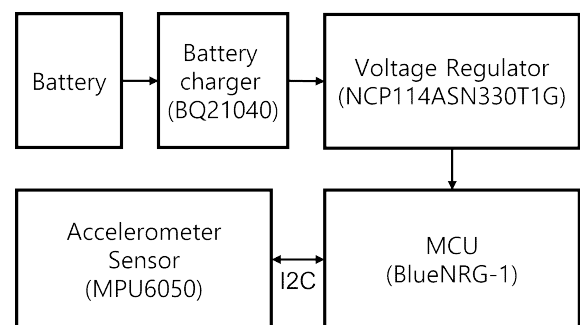 Battery
Battery
charger
(BQ21040)
Voltage Regulator
(NCP114ASN330T1G)
Accelerometer
Sensor
(MPU6050)
I2C
MCU
(BlueNRG-1)